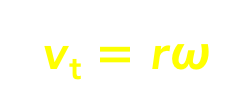 vₜ = rω